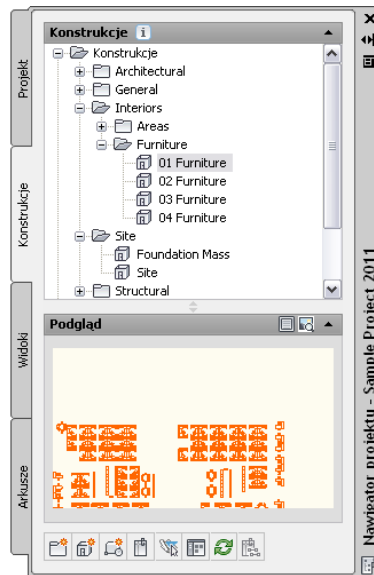 Konstrukcje
Konstrukcje
Architectural
General
Interiors
Areas
Furniture
01 Furniture
02 Furniture
03 Furniture
04 Furniture
Site
Foundation Mass
Site
Structural
Podgląd
Projekt
Konstrukcje
Widoki
Arkusze
Nawigator projektu - Sample Project 2011